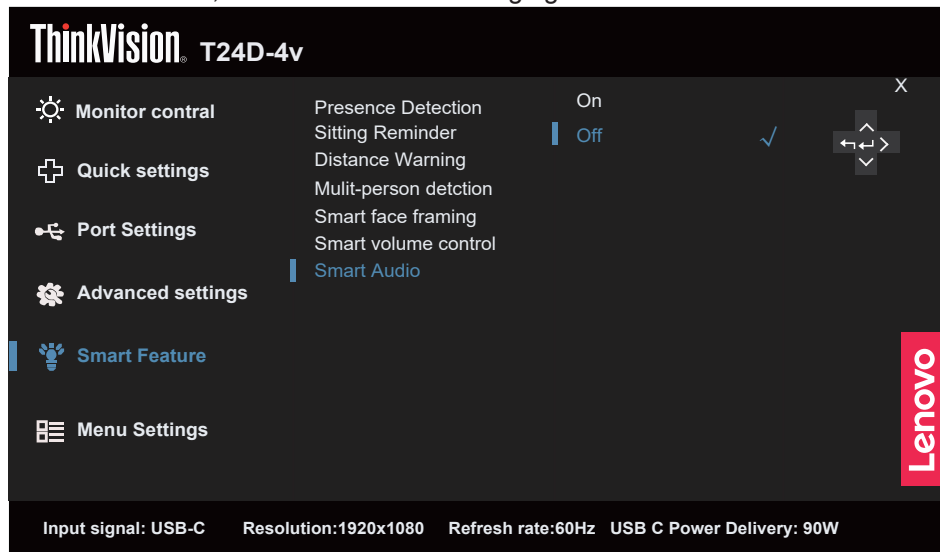 ThinkVision® T24D-4v
X
Monitor contral
Quick settings
Port Settings
Advanced settings
Smart Feature
Menu Settings
Presence Detection
Sitting Reminder
Distance Warning
Mulit-person detction
Smart face framing
Smart volume control
Smart Audio
On
Off
Lenovo
Input signal: USB-C Resolution:1920x1080 Refresh rate:60Hz USB C Power Delivery: 90W